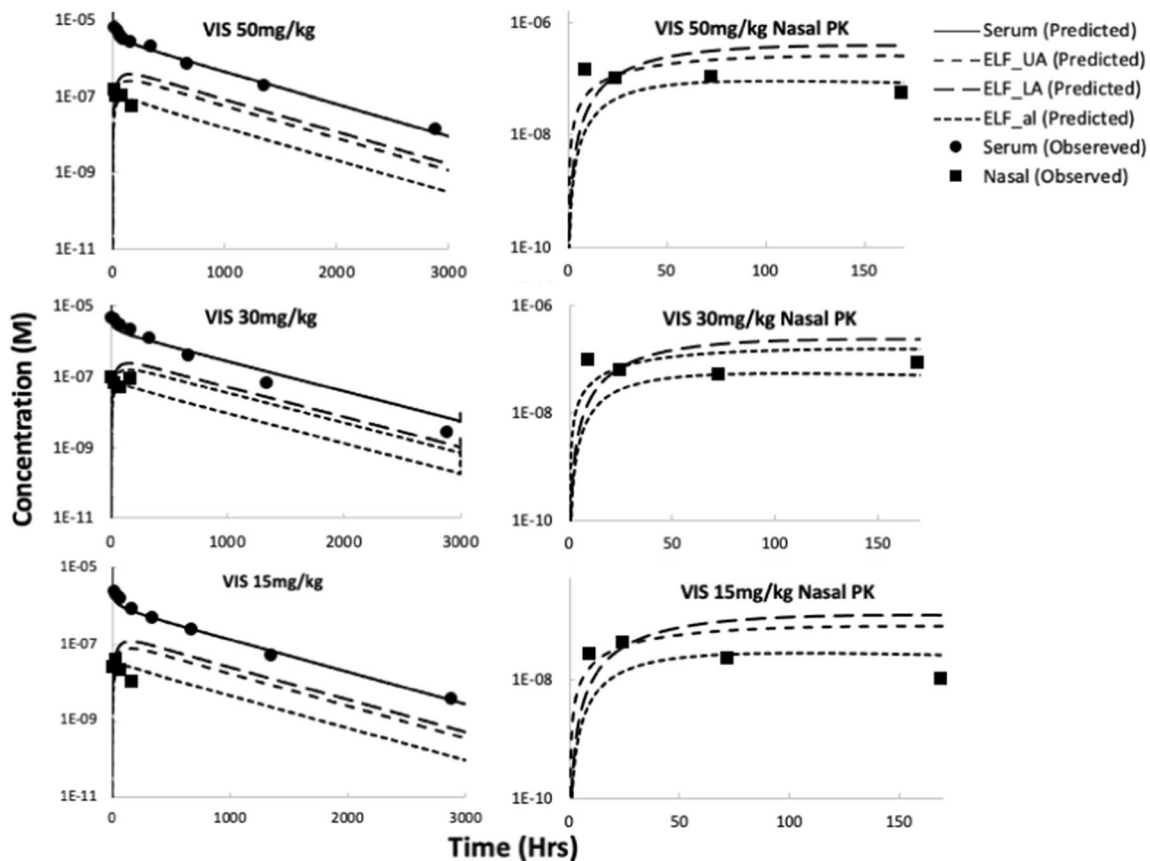 VIS 50mg/kg
1E-05
1E-07
1E-09
1E-11
0
1000
2000
3000
VIS 50mg/kg Nasal PK
1E-06
1E-08
1E-10
0
50
100
150
Serum (Predicted)
ELF_UA (Predicted)
ELF_LA (Predicted)
ELF_al (Predicted)
Serum (Obsereved)
Nasal (Observed)
Concentration (M)
VIS 30mg/kg
1E-05
1E-07
1E-09
1E-11
0
1000
2000
3000
VIS 30mg/kg Nasal PK
1E-06
1E-08
1E-10
0
50
100
150
VIS 15mg/kg
1E-05
1E-07
1E-09
1E-11
0
1000
2000
3000
VIS 15mg/kg Nasal PK
1E-08
1E-10
0
50
100
150
Time (Hrs)